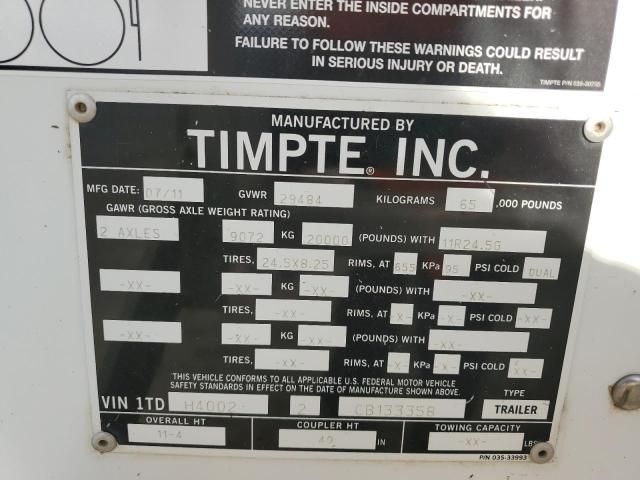 NEVER ENTER THE INSIDE COMPARTMENTS FOR
ANY REASON.
FAILURE TO FOLLOW THESE WARNINGS COULD RESULT
IN SERIOUS INJURY OR DEATH.
TIMPTE P/N 035-30755
MANUFACTURED BY
TIMPTE® INC.
MFG DATE: 07/11 GVWR 29484 KILOGRAMS 65 ,000 POUNDS
GAWR (GROSS AXLE WEIGHT RATING)
2 AXLES 9072 KG 20000 (POUNDS) WITH 11R24.5G
TIRES, 24.5X8.25 RIMS, AT 655 KPa 95 PSI COLD DUAL
-XX- -XX- KG -XX- (POUNDS) WITH -XX-
TIRES, -XX- RIMS, AT -X- KPa -X- PSI COLD -XX-
-XX- -XX- KG -XX- (POUNDS) WITH -XX-
TIRES, -XX- RIMS, AT -X- KPa -X- PSI COLD -XX-
THIS VEHICLE CONFORMS TO ALL APPLICABLE U.S. FEDERAL MOTOR VEHICLE
SAFETY STANDARDS IN EFFECT ON THE DATE OF MANUFACTURE SHOWN ABOVE. TYPE
VIN 1TD H4002 2 CB133358 TRAILER
OVERALL HT COUPLER HT TOWING CAPACITY
11-4 49 IN -XX- LBS
P/N 035-33993